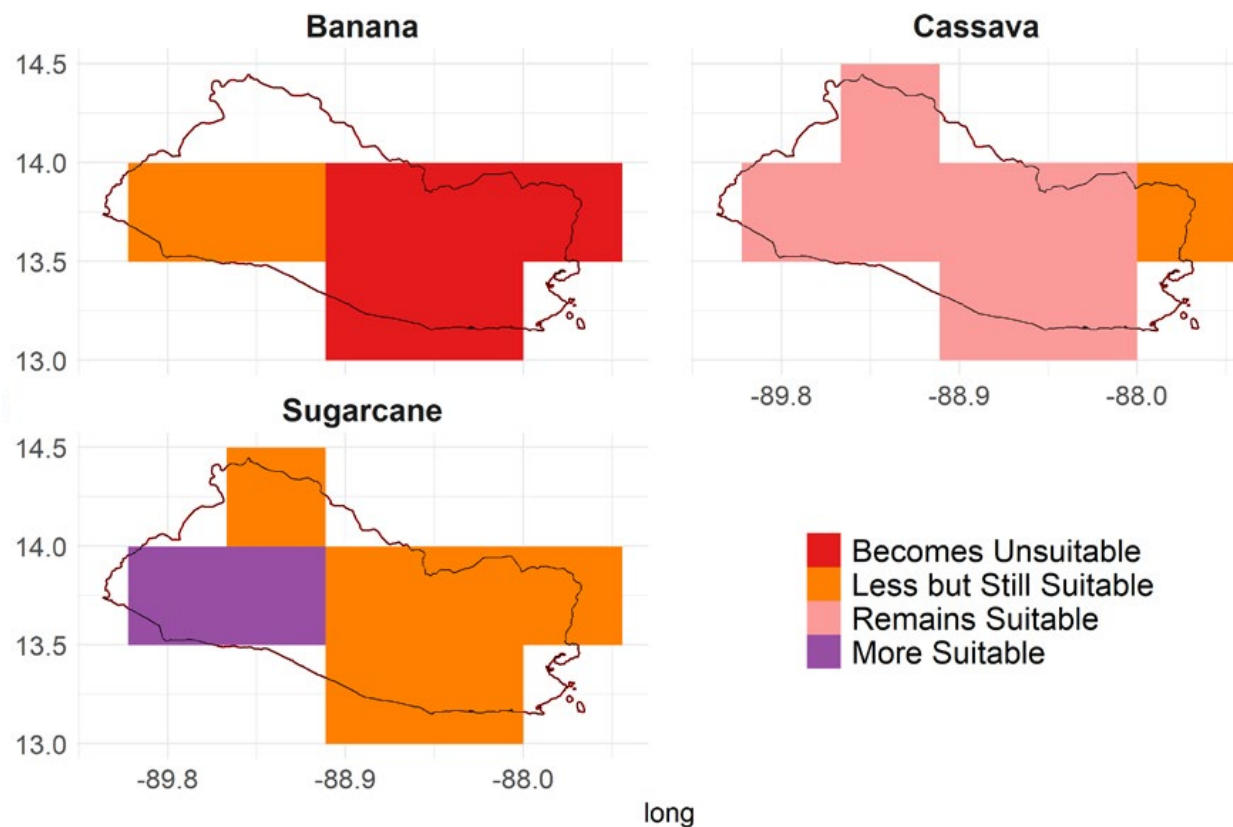 Banana
Cassava
14.5
14.0
13.5
13.0
-89.8
-88.9
-88.0
Sugarcane
14.5
14.0
13.5
13.0
-89.8
-88.9
-88.0
Becomes Unsuitable
Less but Still Suitable
Remains Suitable
More Suitable
long